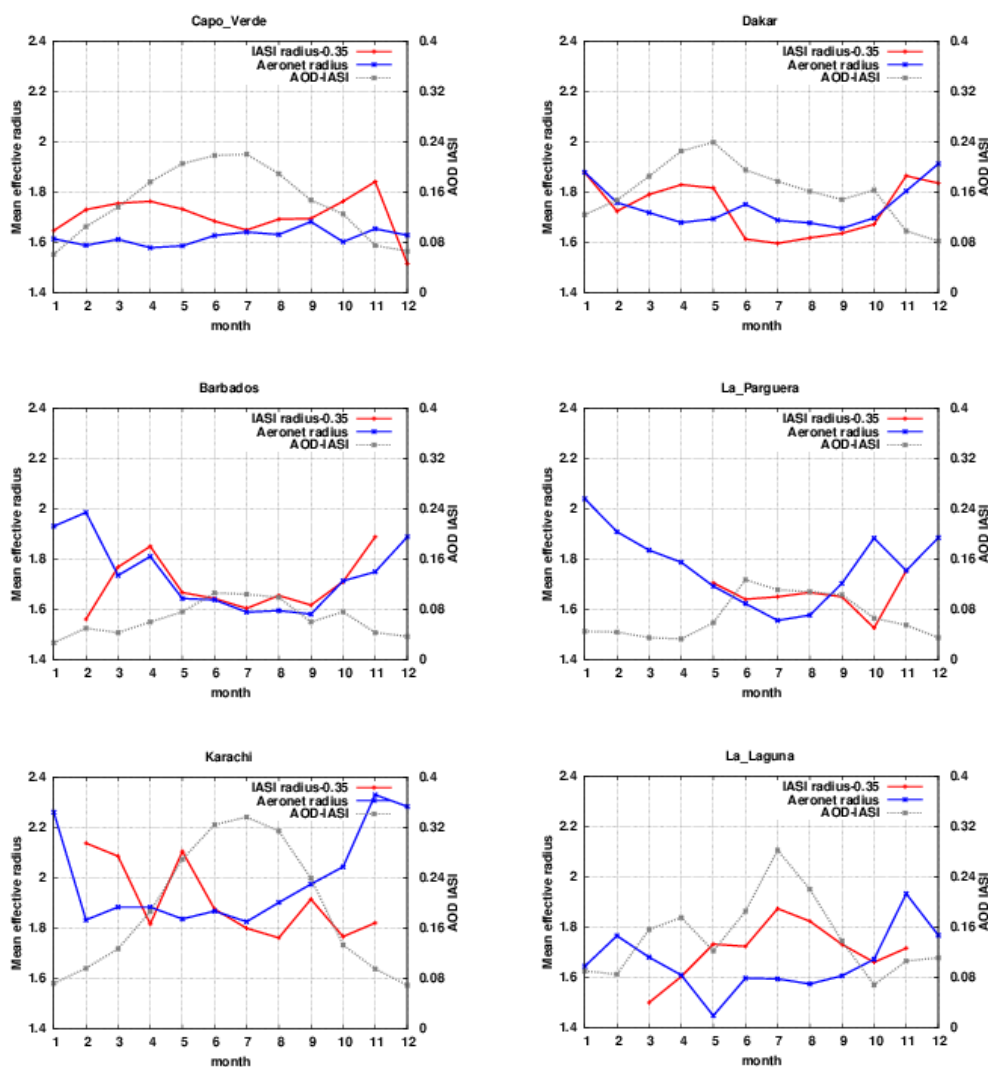 Capo_Verde
2.4
2.2
2
1.8
1.6
1.4
0.4
0.32
0.24
0.16
0.08
0
Mean effective radius
AOD IASI
IASI radius-0.35
Aeronet radius
AOD-IASI
1 2 3 4 5 6 7 8 9 10 11 12
month
Dakar
2.4
2.2
2
1.8
1.6
1.4
0.4
0.32
0.24
0.16
0.08
0
Mean effective radius
AOD IASI
IASI radius-0.35
Aeronet radius
AOD-IASI
1 2 3 4 5 6 7 8 9 10 11 12
month
Barbados
2.4
2.2
2
1.8
1.6
1.4
0.4
0.32
0.24
0.16
0.08
0
Mean effective radius
AOD IASI
IASI radius-0.35
Aeronet radius
AOD-IASI
1 2 3 4 5 6 7 8 9 10 11 12
month
La_Parguera
2.4
2.2
2
1.8
1.6
1.4
0.4
0.32
0.24
0.16
0.08
0
Mean effective radius
AOD IASI
IASI radius-0.35
Aeronet radius
AOD-IASI
1 2 3 4 5 6 7 8 9 10 11 12
month
Karachi
2.4
2.2
2
1.8
1.6
1.4
0.4
0.32
0.24
0.16
0.08
0
Mean effective radius
AOD IASI
IASI radius-0.35
Aeronet radius
AOD-IASI
1 2 3 4 5 6 7 8 9 10 11 12
month
La_Laguna
2.4
2.2
2
1.8
1.6
1.4
0.4
0.32
0.24
0.16
0.08
0
Mean effective radius
AOD IASI
IASI radius-0.35
Aeronet radius
AOD-IASI
1 2 3 4 5 6 7 8 9 10 11 12
month